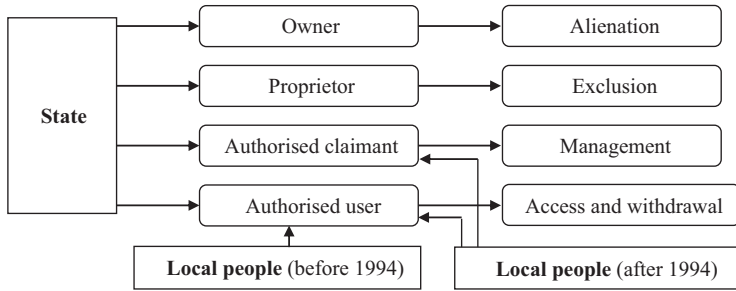 Owner
Alienation
Proprietor
Exclusion
State
Authorised claimant
Management
Authorised user
Access and withdrawal
Local people (before 1994)
Local people (after 1994)